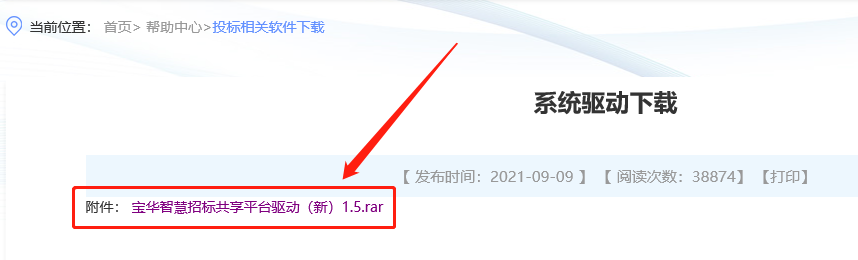 当前位置： 首页> 帮助中心>投标相关软件下载
系统驱动下载
【 发布时间：2021-09-09 】 【 阅读次数：38874】 【打印】
附件： 宝华智慧招标共享平台驱动（新）1.5.rar